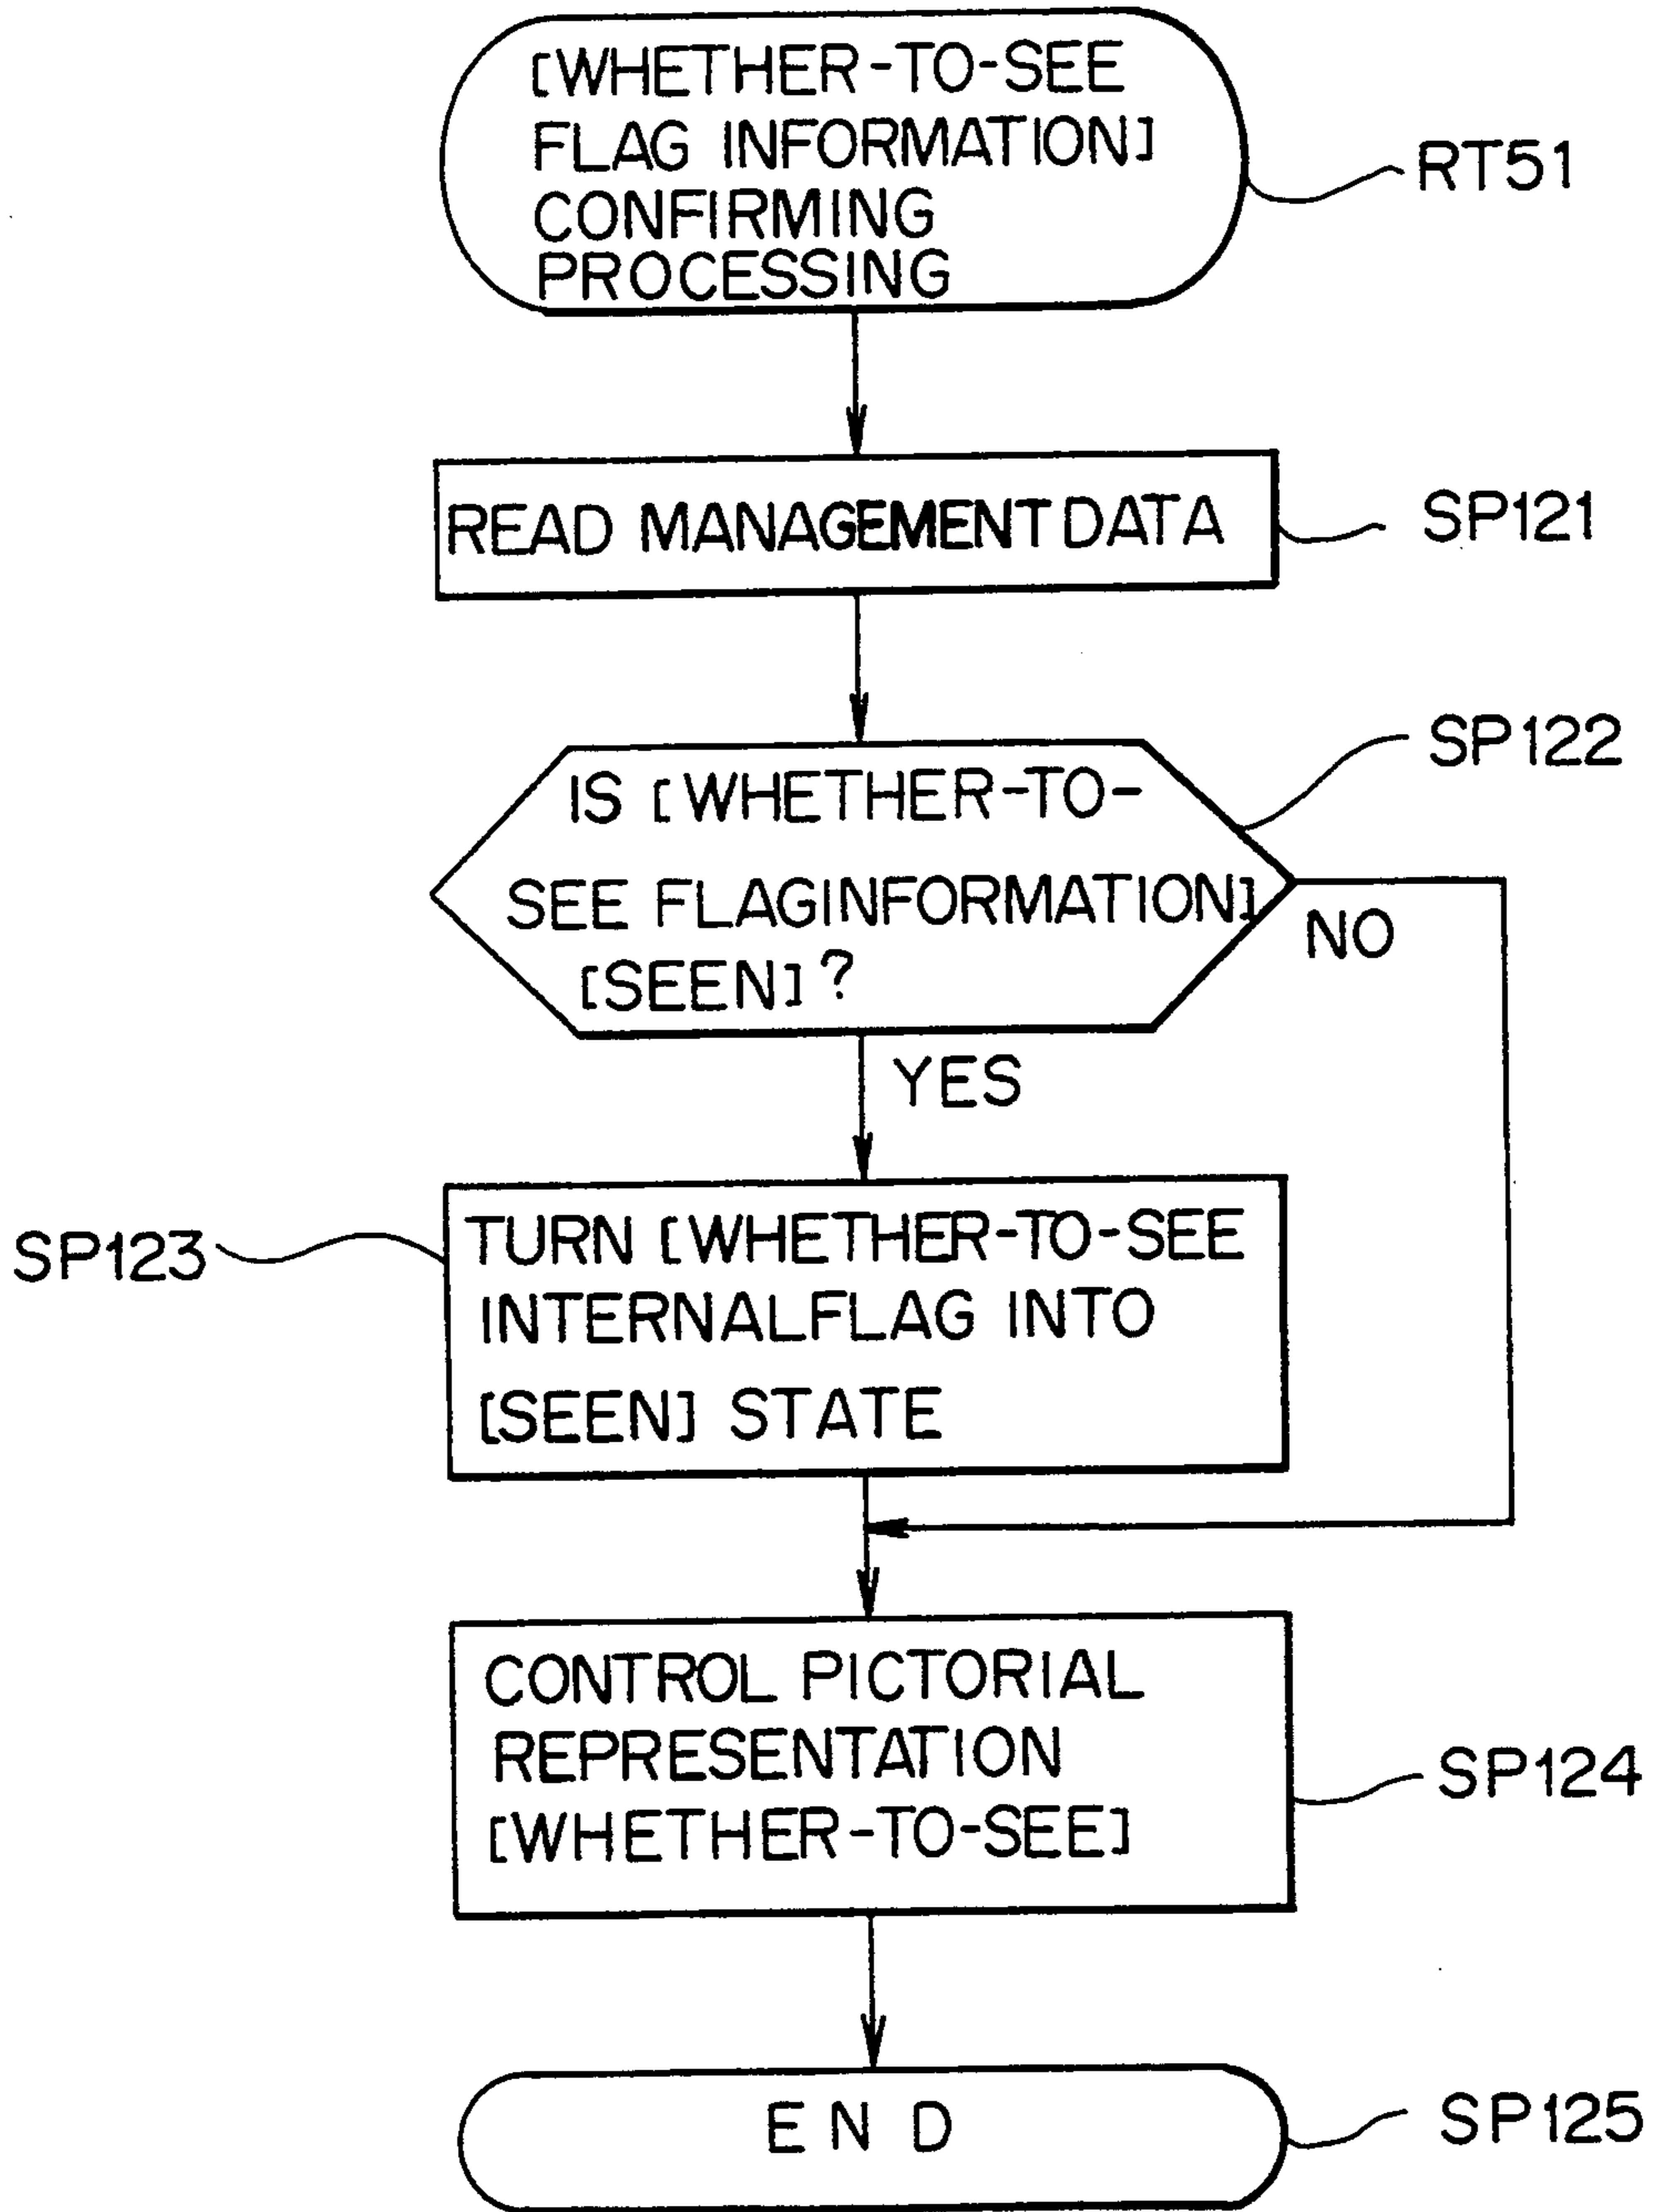 [WHETHER-TO-SEE
FLAG INFORMATION]
CONFIRMING
PROCESSING
RT51
READ MANAGEMENT DATA
SP121
SP122
IS [WHETHER-TO-
SEE FLAGINFORMATION]
[SEEN]?
NO
YES
SP123
TURN [WHETHER-TO-SEE
INTERNALFLAG INTO
[SEEN] STATE
CONTROL PICTORIAL
REPRESENTATION
[WHETHER-TO-SEE]
SP124
END
SP125